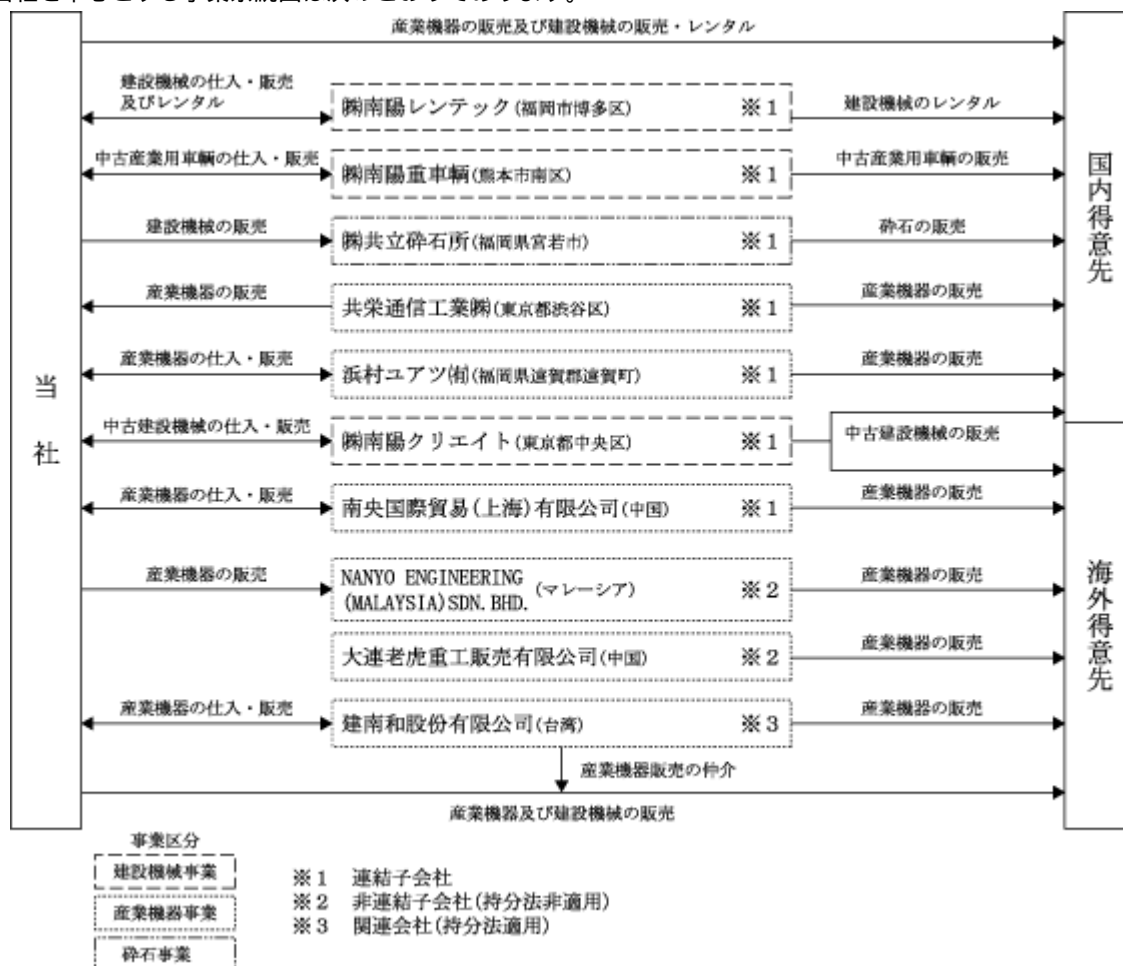 当社を中心とする事業系統図は次のとおりであります。
産業機器の販売及び建設機械の販売・レンタル
建設機械の仕入・販売
及びレンタル
㈱南陽レンテック(福岡市博多区) ※1
建設機械のレンタル
中古産業用車輌の仕入・販売
㈱南陽重車輌(熊本市南区) ※1
中古産業用車輌の販売
建設機械の販売
㈱共立砕石所(福岡県宮若市) ※1
砕石の販売
産業機器の販売
共栄通信工業㈱(東京都渋谷区) ※1
産業機器の販売
産業機器の仕入・販売
浜村ユアツ㈲(福岡県遠賀郡遠賀町) ※1
産業機器の販売
中古建設機械の仕入・販売
㈱南陽クリエイト(東京都中央区) ※1
中古建設機械の販売
産業機器の仕入・販売
南央国際貿易(上海)有限公司(中国) ※1
産業機器の販売
産業機器の販売
NANYO ENGINEERING
(MALAYSIA)SDN.BHD. (マレーシア) ※2
産業機器の販売
大連老虎重工販売有限公司(中国) ※2
産業機器の販売
産業機器の仕入・販売
建南和股份有限公司(台湾) ※3
産業機器の販売
産業機器販売の仲介
産業機器及び建設機械の販売
当社
国内得意先
海外得意先
事業区分
建設機械事業
産業機器事業
砕石事業
※1 連結子会社
※2 非連結子会社(持分法非適用)
※3 関連会社(持分法適用)